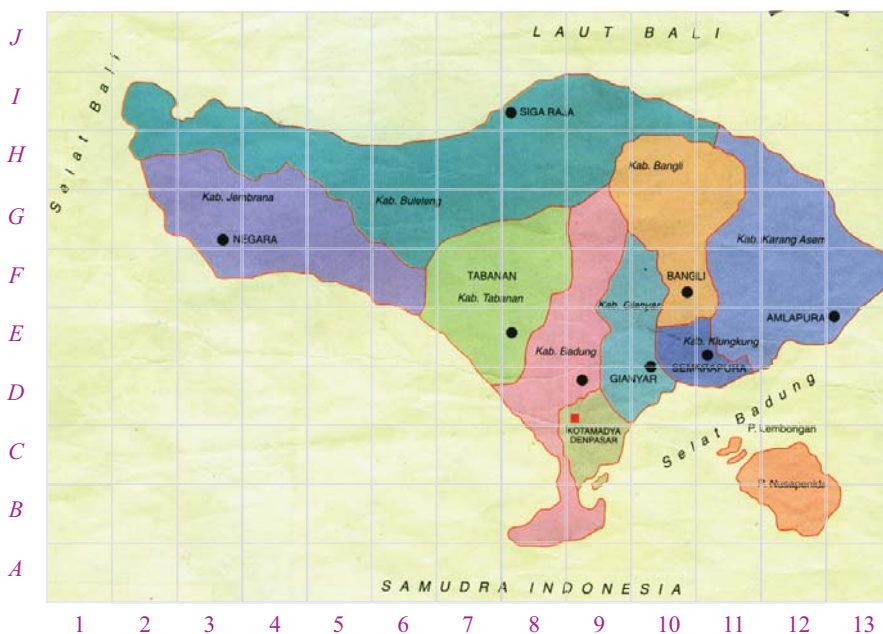 J
LAUT BALI
Selat Bali
I
SIGA RAJA
H
Kab. Bangli
Kab. Jembrana
Kab. Buleleng
G
NEGARA
Kab. Karang Asem
F
TABANAN
BANGLI
Kab. Tabanan
Kab. Gianyar
AMLAPURA
E
Kab. Klungkung
Kab. Badung
SEMARAPURA
GIANYAR
D
Selat Badung
KOTAMADYA
DENPASAR
P. Lembongan
C
P. Nusapenida
B
A
SAMUDRA INDONESIA
1 2 3 4 5 6 7 8 9 10 11 12 13